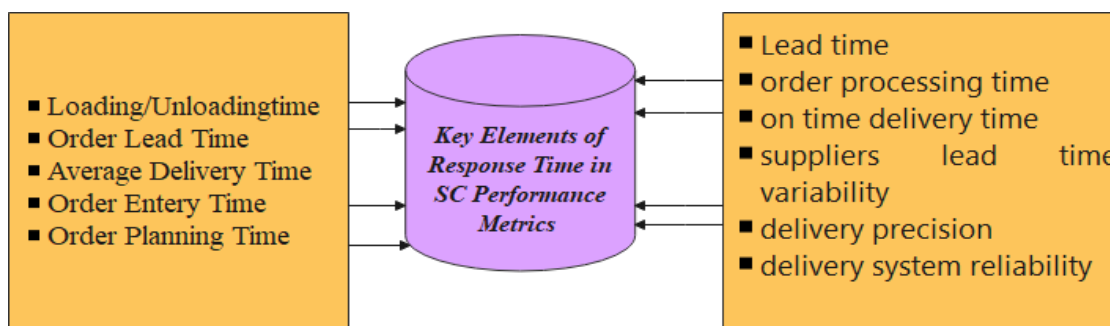 ▪ Loading/Unloadingtime
▪ Order Lead Time
▪ Average Delivery Time
▪ Order Entery Time
▪ Order Planning Time
Key Elements of
Response Time in
SC Performance
Metrics
▪ Lead time
▪ order processing time
▪ on time delivery time
▪ suppliers lead time
variability
▪ delivery precision
▪ delivery system reliability